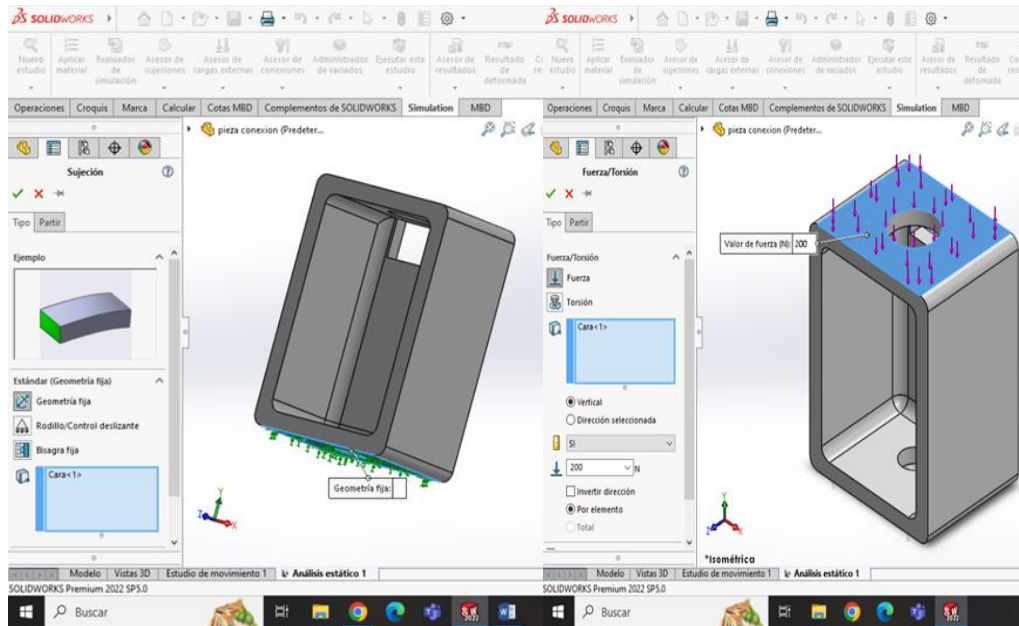 SOLIDWORKS
Nuevo estudio
Aplicar material
Evaluador de simulación
Asesor de sujeciones
Asesor de cargas externas
Asesor de conexiones
Administrador de vaciados
Ejecutar este estudio
Asesor de resultados
Resultado de deformada
Operaciones Croquis Marca Calcular Cotas MBD Complementos de SOLIDWORKS Simulation MBD
pieza conexion (Predeter...
Sujeción
Tipo Partir
Ejemplo
Estándar (Geometría fija)
Geometría fija
Rodillo/Control deslizante
Bisagra fija
Cara<1>
Geometría fija:
Y
Z
X
Modelo Vistas 3D Estudio de movimiento 1 Análisis estático 1
SOLIDWORKS Premium 2022 SP5.0
Buscar
SOLIDWORKS
Nuevo estudio
Aplicar material
Evaluador de simulación
Asesor de sujeciones
Asesor de cargas externas
Asesor de conexiones
Administrador de vaciados
Ejecutar este estudio
Asesor de resultados
Resultado de deformada
Operaciones Croquis Marca Calcular Cotas MBD Complementos de SOLIDWORKS Simulation MBD
pieza conexion (Predeter...
Fuerza/Torsión
Tipo Partir
Fuerza/Torsión
Fuerza
Torsión
Cara<1>
Vertical
Dirección seleccionada
SI
200 N
Invertir dirección
Por elemento
Total
Valor de fuerza (N): 200
Y
Z
X
*Isométrica
Modelo Vistas 3D Estudio de movimiento 1 Análisis estático 1
SOLIDWORKS Premium 2022 SP5.0
Buscar